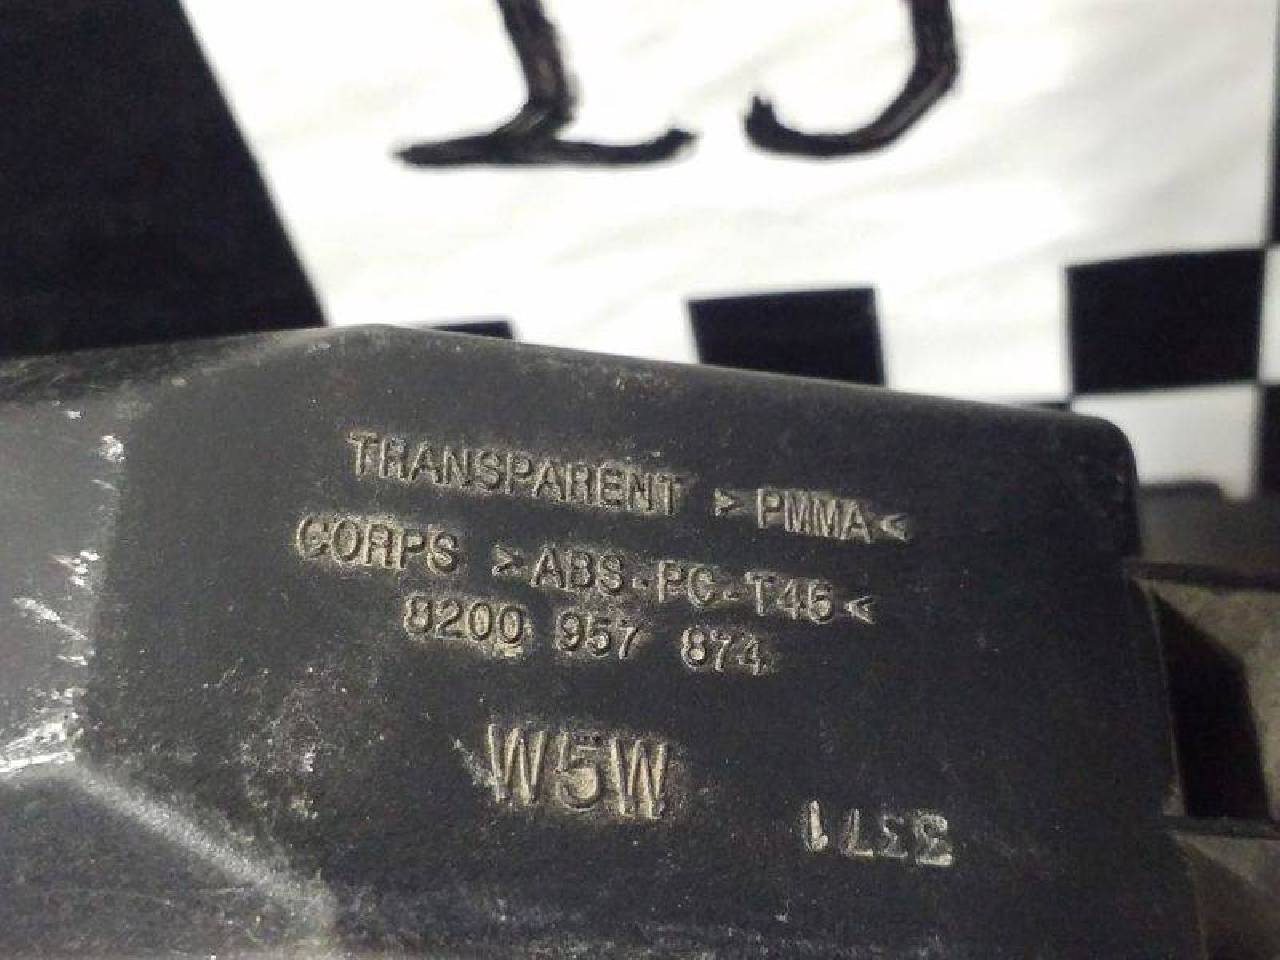 TRANSPARENT >PMMA<
CORPS >ABS-PC-T45<
8200 957 874
W5W
3371